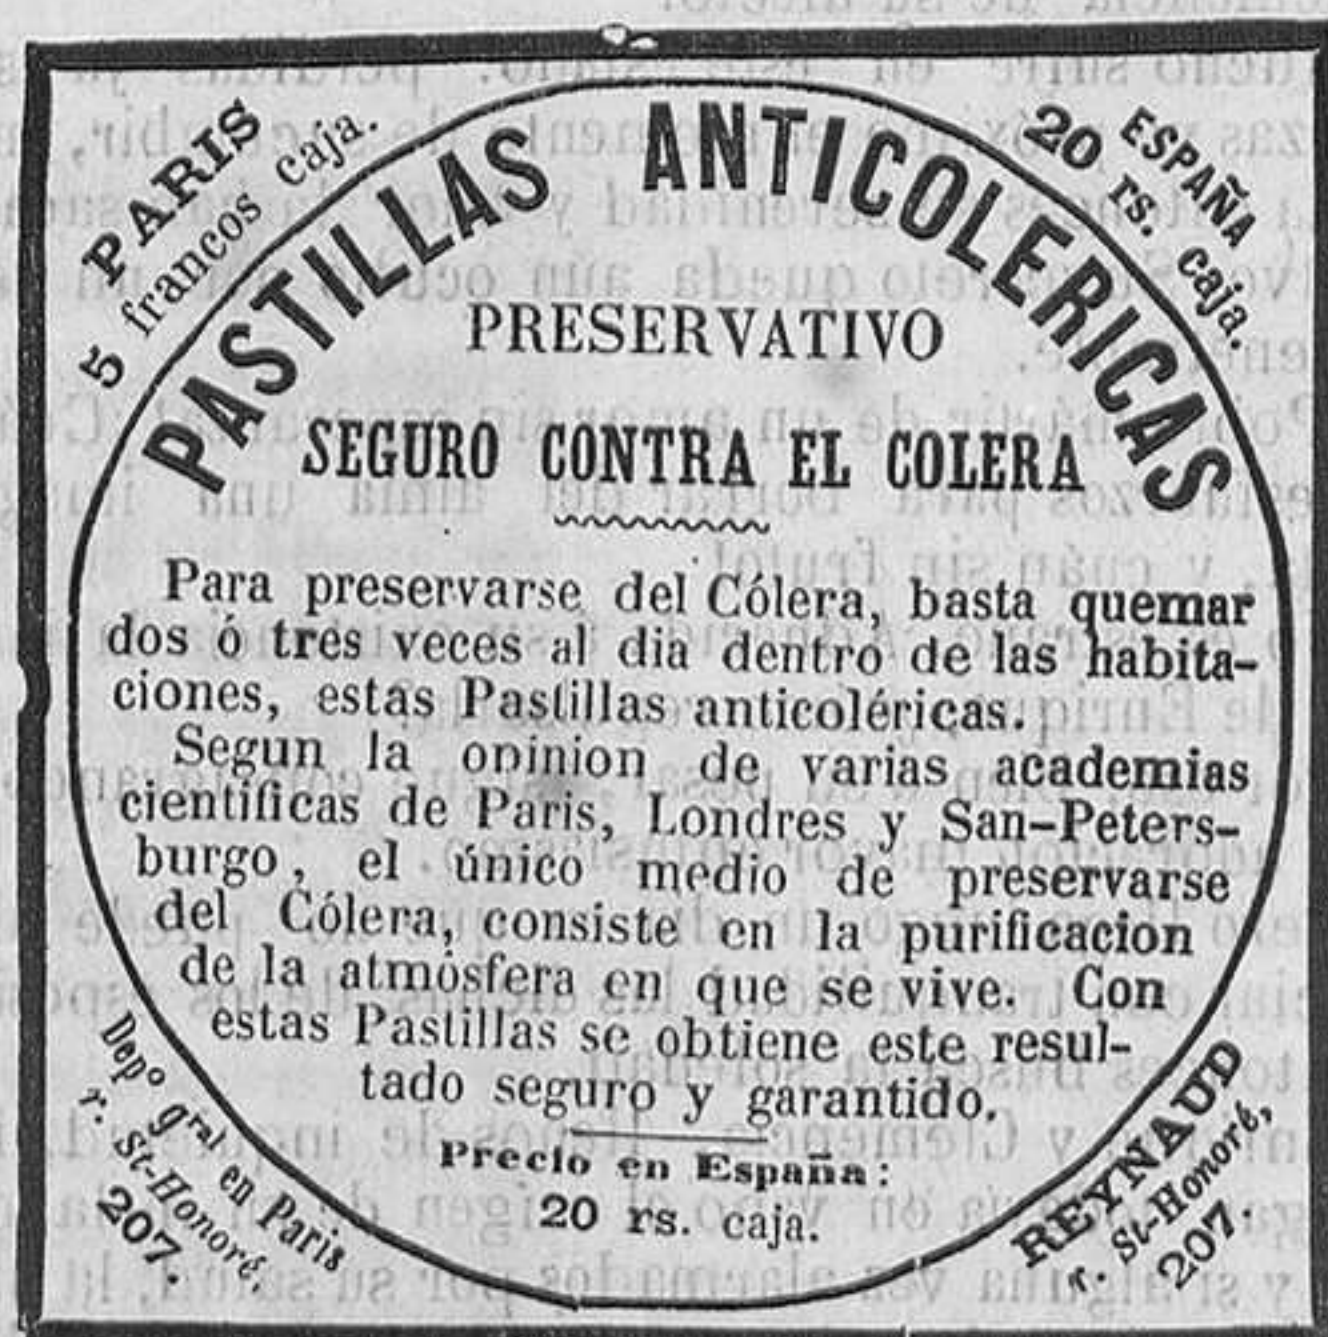 PARIS
5 francos caja.
ESPAÑA
20 rs. caja.
PASTILLAS ANTICOLERICAS
PRESERVATIVO
SEGURO CONTRA EL COLERA
Para preservarse del Cólera, basta quemar
dos ó tres veces al dia dentro de las habita-
ciones, estas Pastillas anticoléricas.
Segun la opinion de varias academias
científicas de Paris, Londres y San-Peters-
burgo, el único medio de preservarse
del Cólera, consiste en la purificacion
de la atmósfera en que se vive. Con
estas Pastillas se obtiene este resul-
tado seguro y garantido.
Precio en España:
20 rs. caja.
Depº gral en Paris
r. St-Honoré.
207.
REYNAUD
r. St-Honoré,
207.